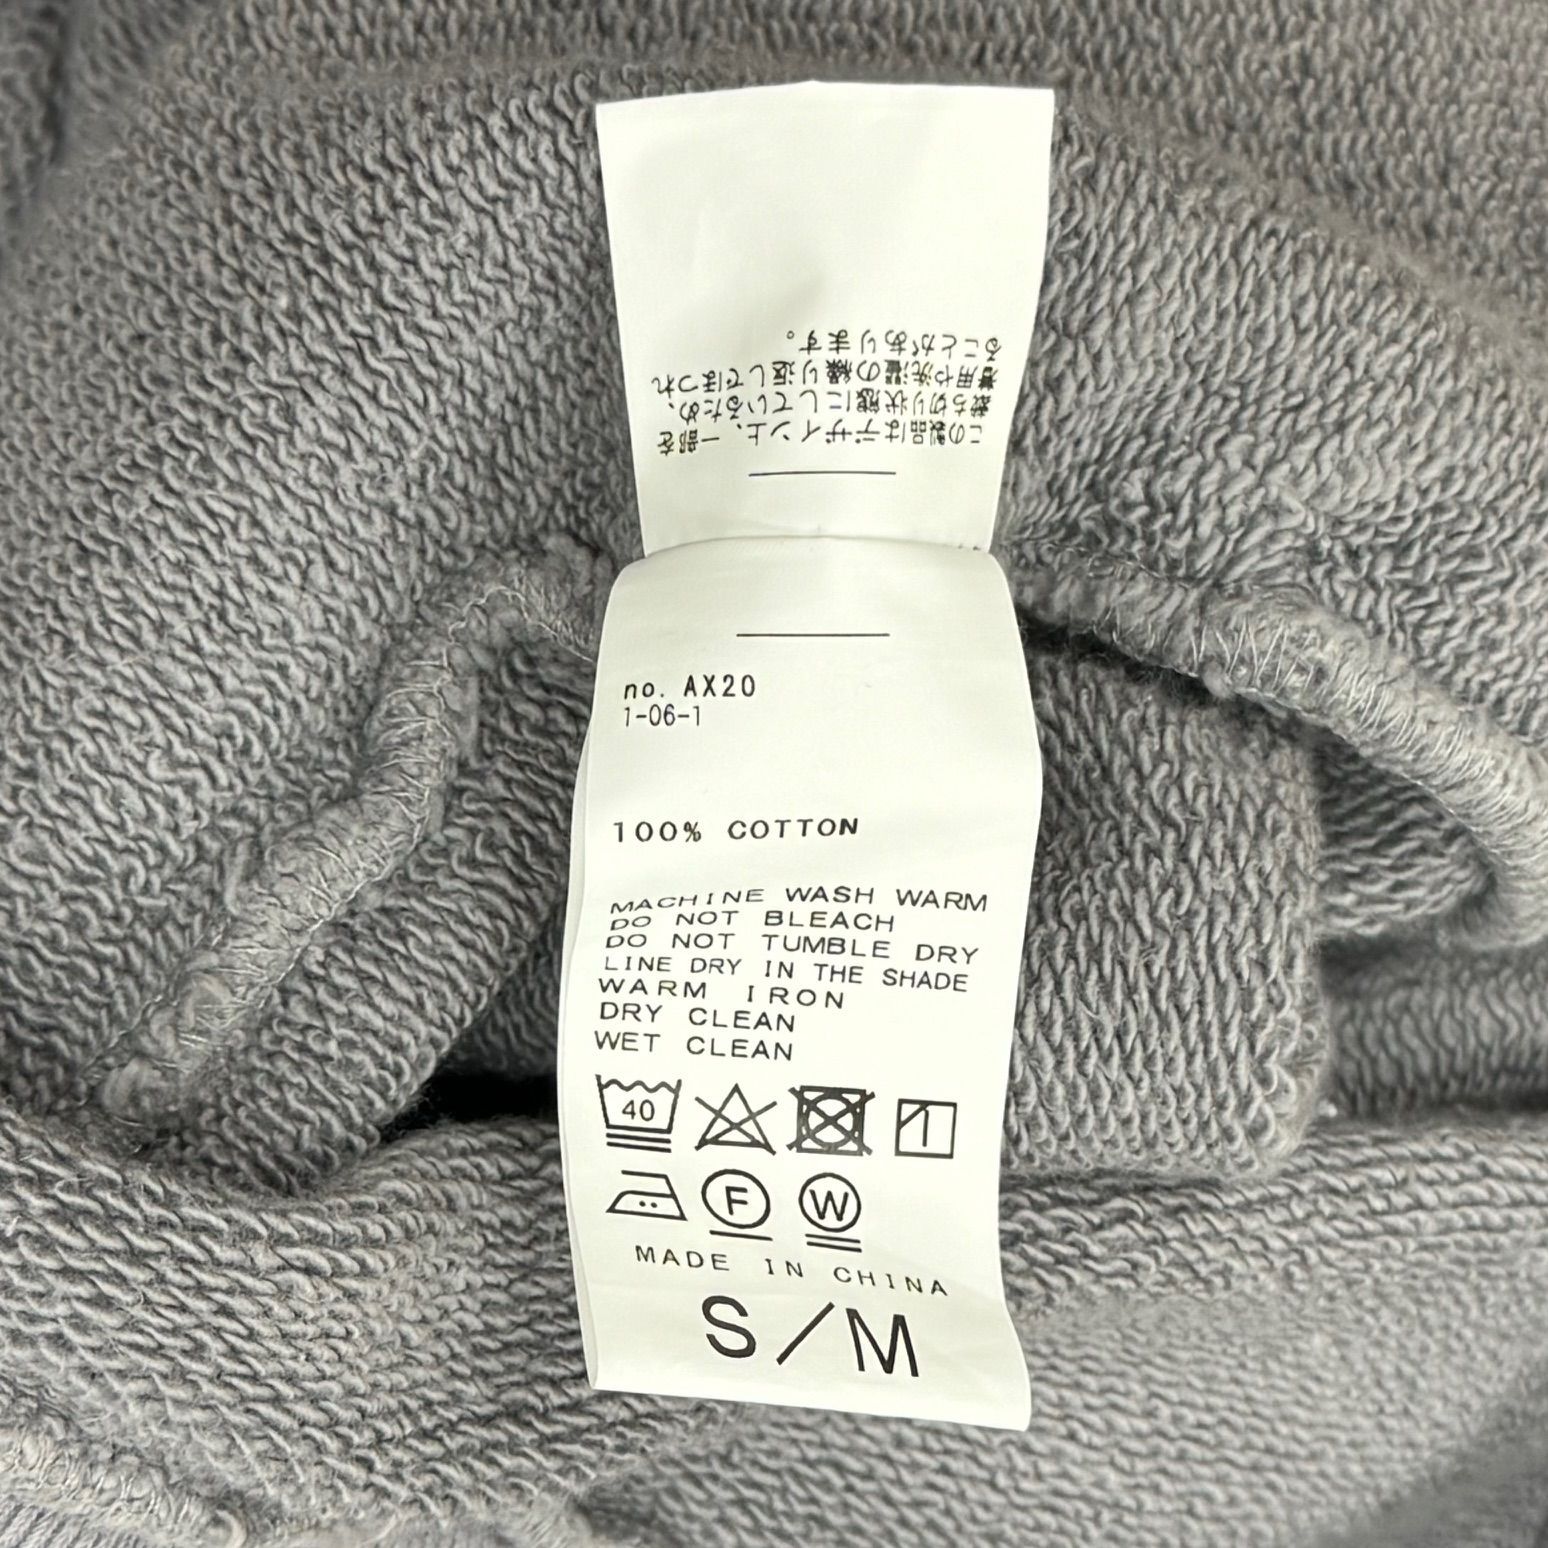 この製品はデザイン上、一部を
裁ち切り状態にしているため、
着用や洗濯の繰り返しでほつれ
ることがあります。
no. AX20
1-06-1
100% COTTON
MACHINE WASH WARM
DO NOT BLEACH
DO NOT TUMBLE DRY
LINE DRY IN THE SHADE
WARM IRON
DRY CLEAN
WET CLEAN
40
F W
MADE IN CHINA
S/M